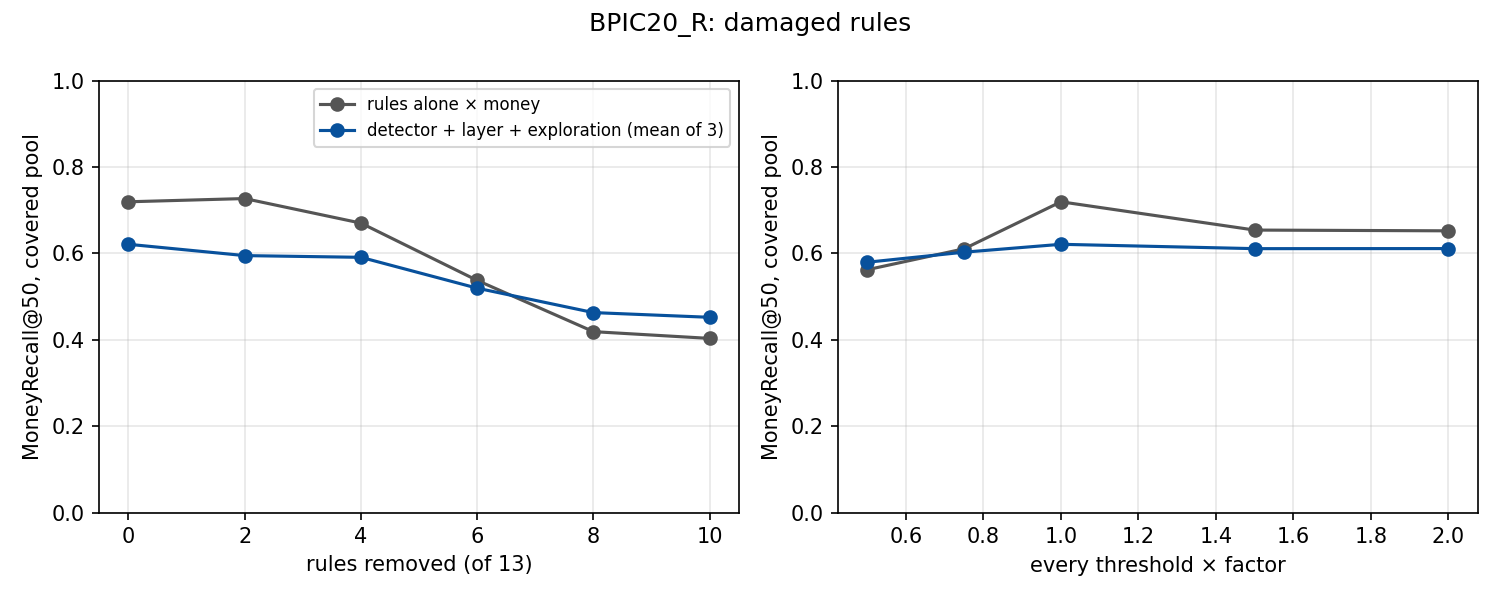 BPIC20_R: damaged rules
MoneyRecall@50, covered pool
1.0
0.8
0.6
0.4
0.2
0.0
rules alone × money
detector + layer + exploration (mean of 3)
0 2 4 6 8 10
rules removed (of 13)
MoneyRecall@50, covered pool
1.0
0.8
0.6
0.4
0.2
0.0
0.6 0.8 1.0 1.2 1.4 1.6 1.8 2.0
every threshold × factor